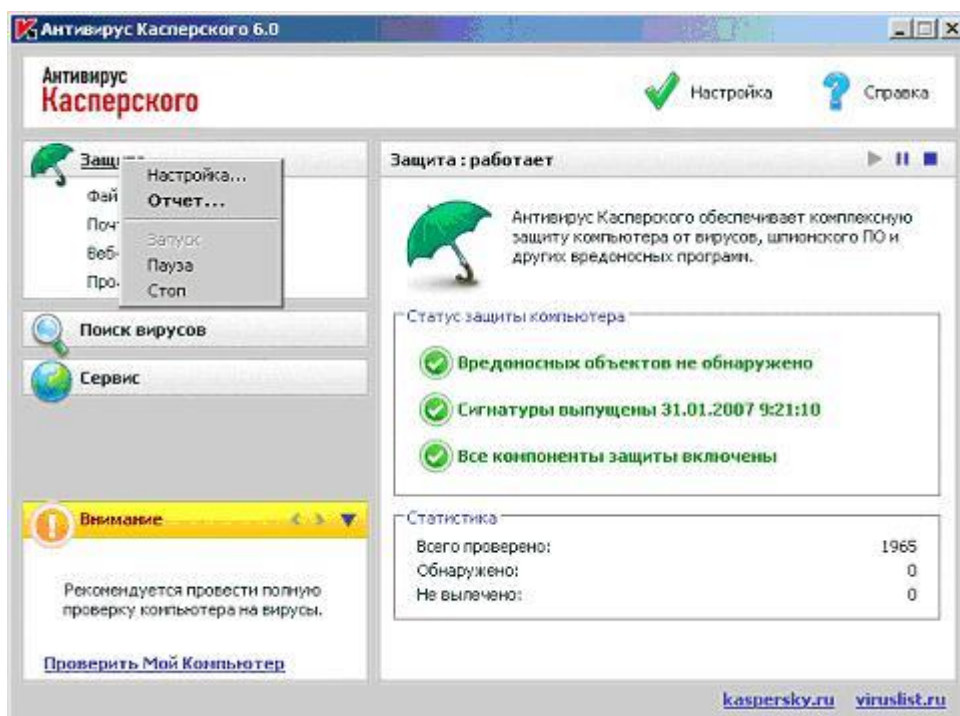 Антивирус Касперского 6.0
Антивирус
Касперского
Настройка
Справка
Защита
Настройка...
Отчет...
Запуск
Пауза
Стоп
Поиск вирусов
Сервис
Внимание
Рекомендуется провести полную
проверку компьютера на вирусы.
Проверить Мой Компьютер
Защита : работает
Антивирус Касперского обеспечивает комплексную
защиту компьютера от вирусов, шпионского ПО и
других вредоносных программ.
Статус защиты компьютера
Вредоносных объектов не обнаружено
Сигнатуры выпущены 31.01.2007 9:21:10
Все компоненты защиты включены
Статистика
Всего проверено: 1965
Обнаружено: 0
Не вылечено: 0
kaspersky.ru viruslist.ru